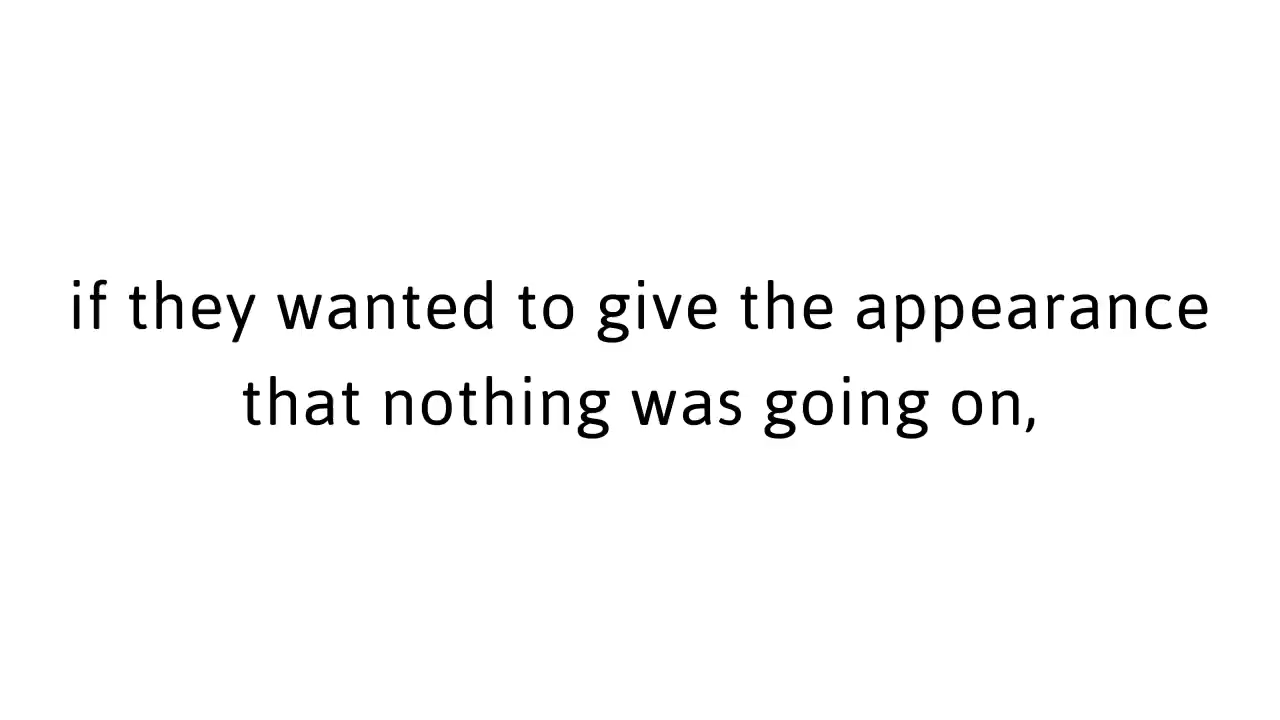 if they wanted to give the appearance
that nothing was going on,